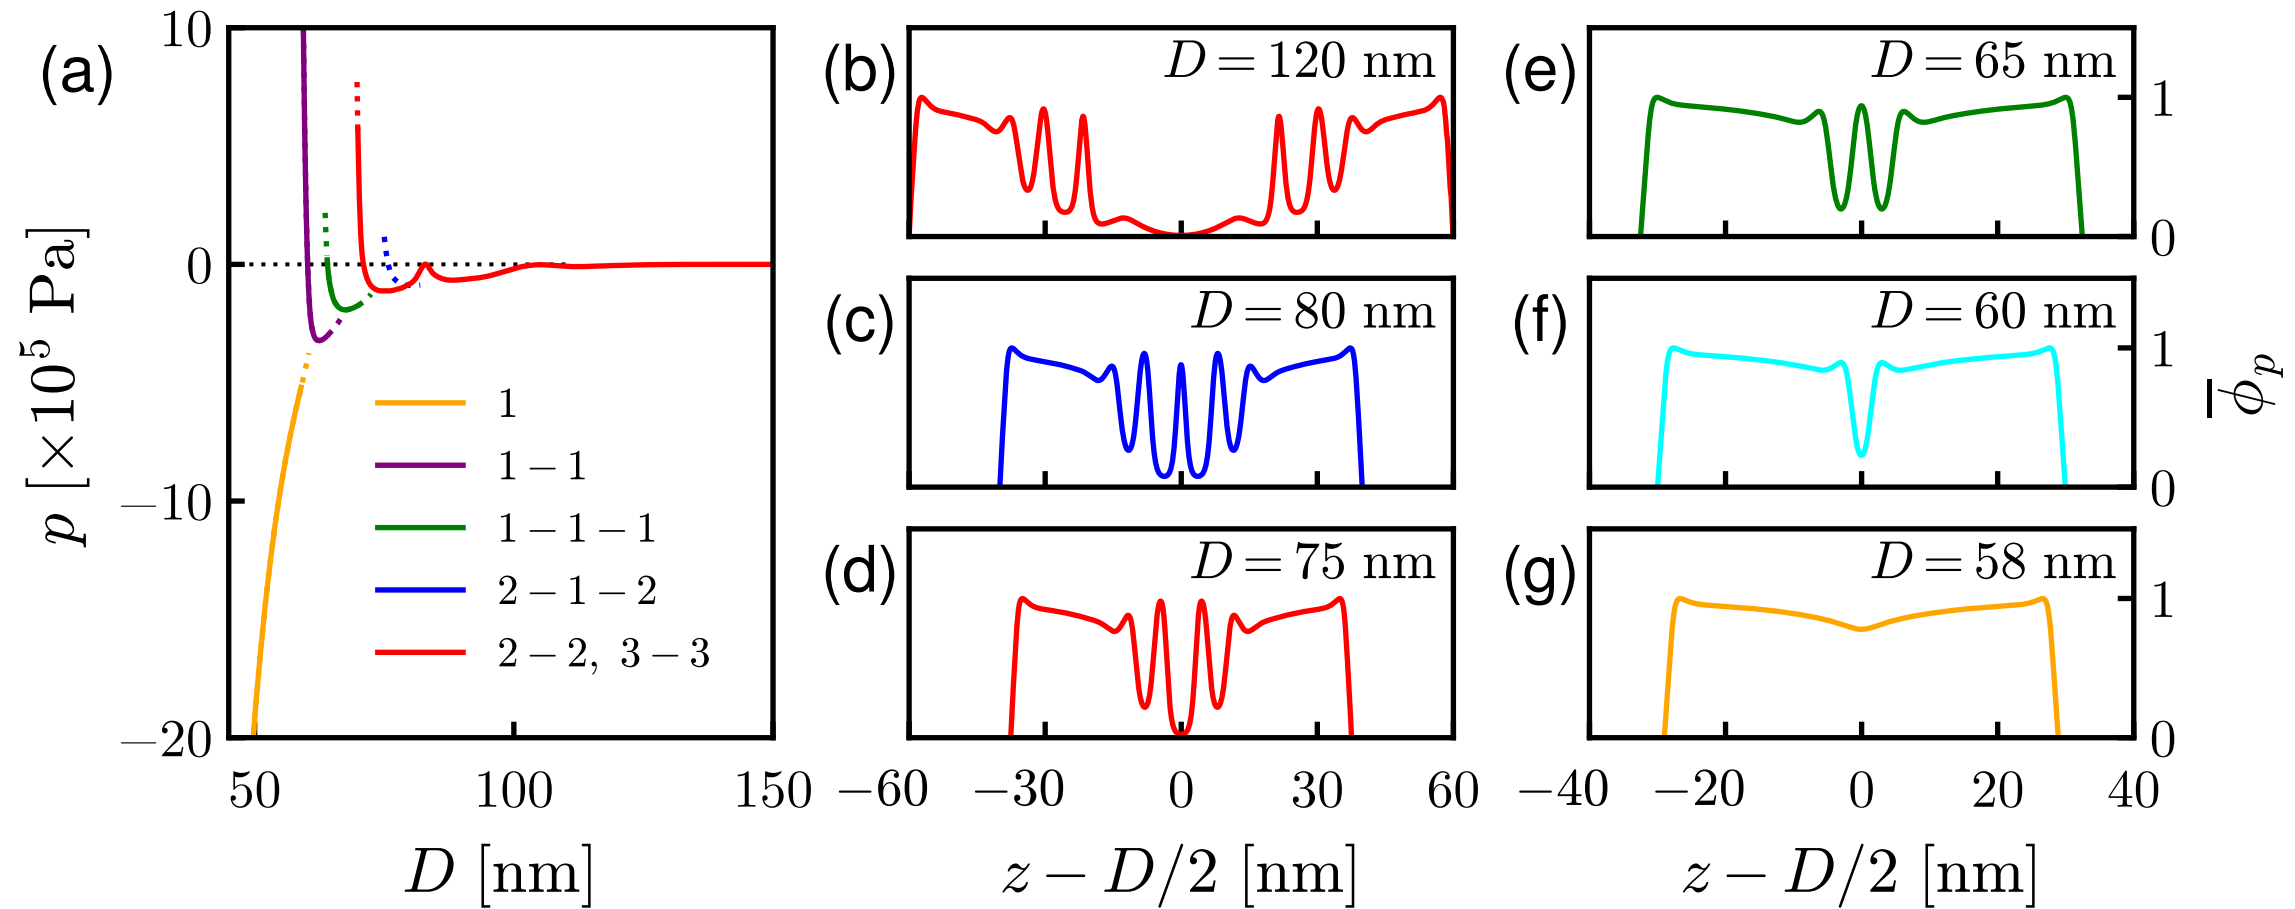 (a)
10
0
−10
−20
p [×10⁵ Pa]
50 100 150
D [nm]
1
1 − 1
1 − 1 − 1
2 − 1 − 2
2 − 2, 3 − 3
(b)
D = 120 nm
(c)
D = 80 nm
(d)
D = 75 nm
−60 −30 0 30 60
z − D/2 [nm]
(e)
D = 65 nm
1
0
(f)
D = 60 nm
1
0
(g)
D = 58 nm
1
0
−40 −20 0 20 40
z − D/2 [nm]
ϕ̅ₚ